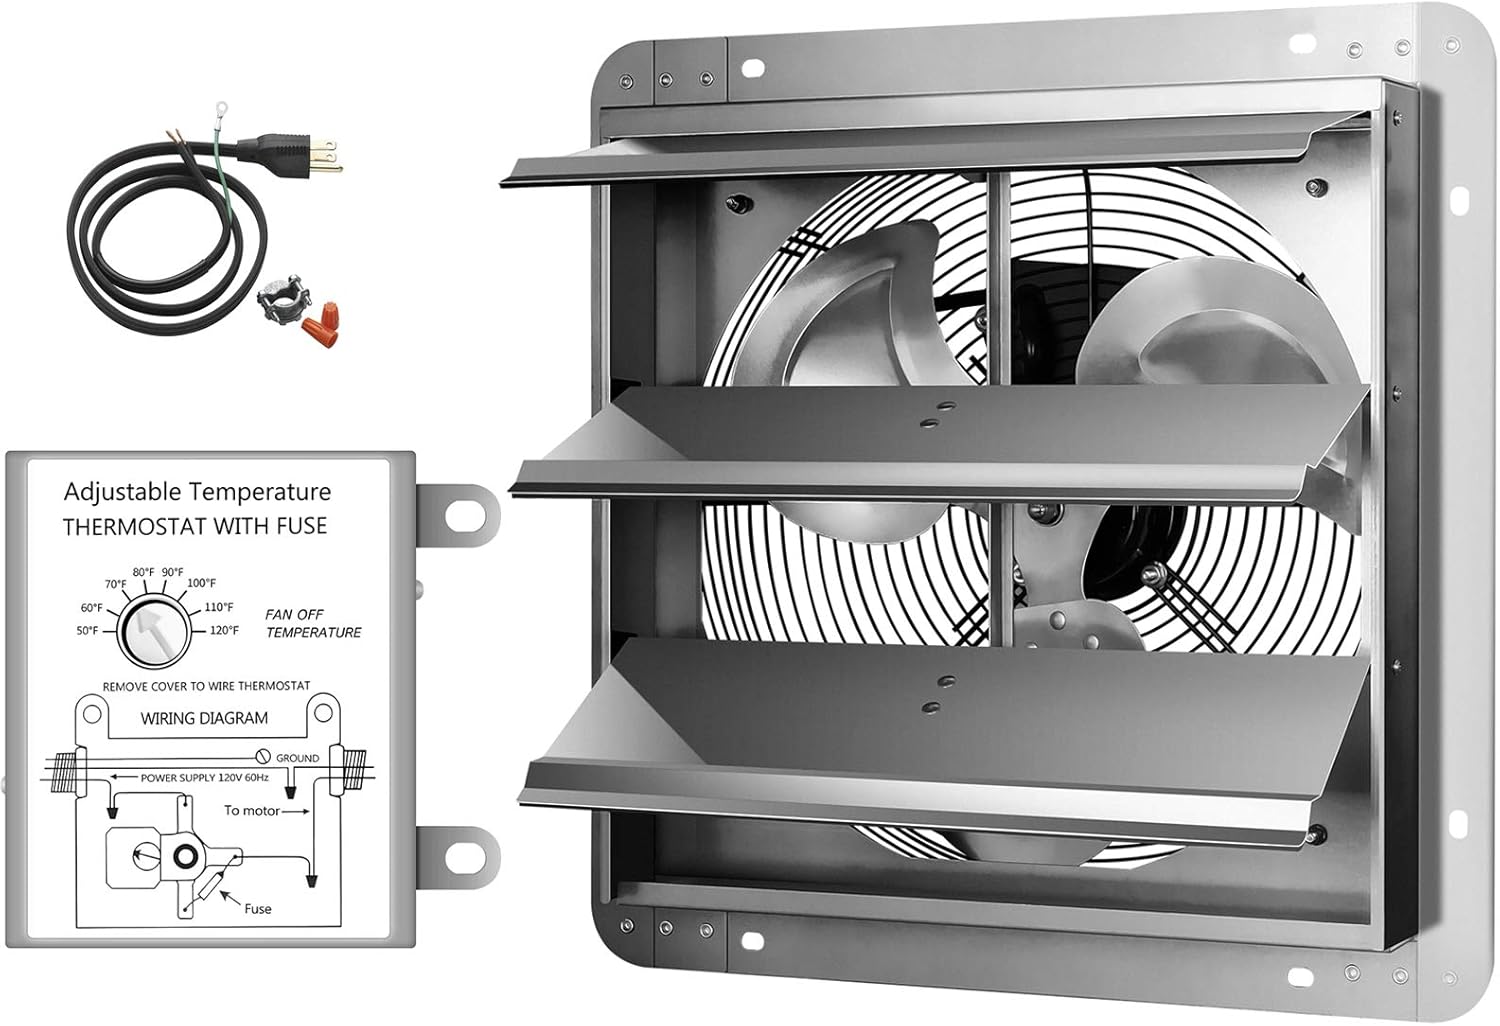 Adjustable Temperature
THERMOSTAT WITH FUSE
50°F
60°F
70°F
80°F
90°F
100°F
110°F
120°F
FAN OFF
TEMPERATURE
REMOVE COVER TO WIRE THERMOSTAT
WIRING DIAGRAM
GROUND
POWER SUPPLY 120V 60Hz
To motor
Fuse